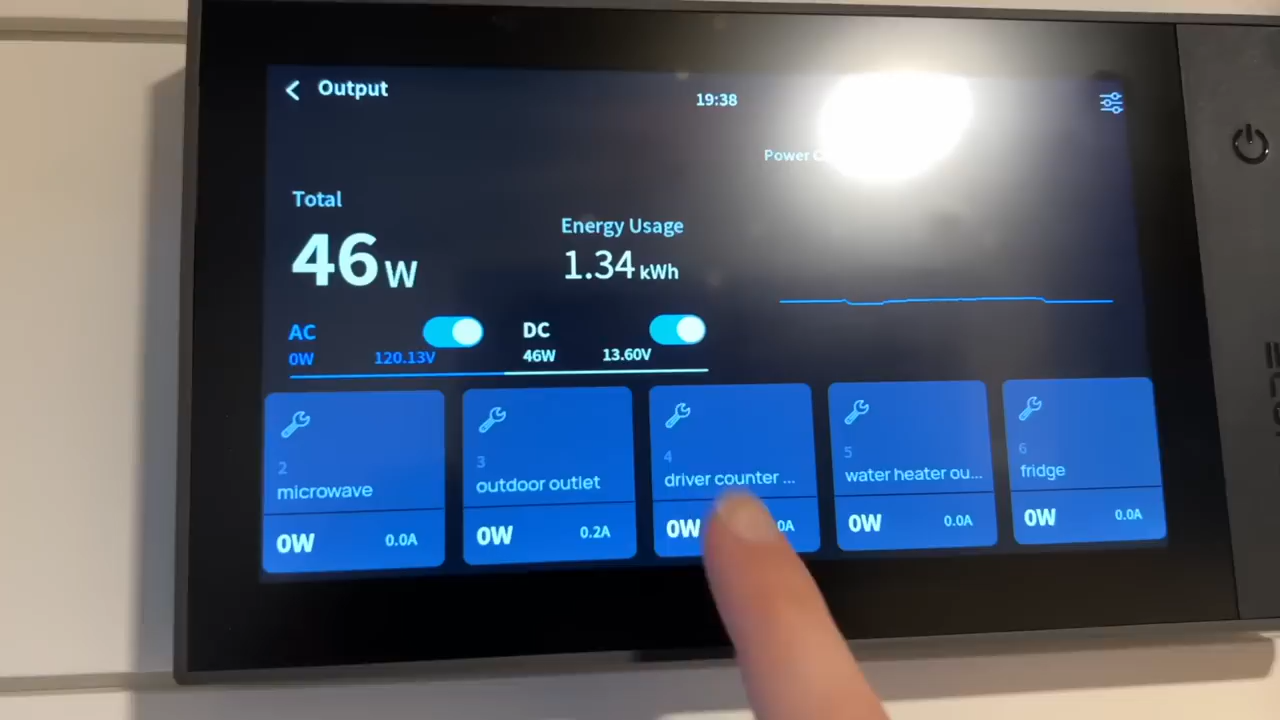 Output
19:38
Power
Total
46 W
Energy Usage
1.34 kWh
AC
0W 120.13V
DC
46W 13.60V
2
microwave
0W 0.0A
3
outdoor outlet
0W 0.2A
4
driver counter ...
0W
5
water heater ou...
0W 0.0A
6
fridge
0W 0.0A